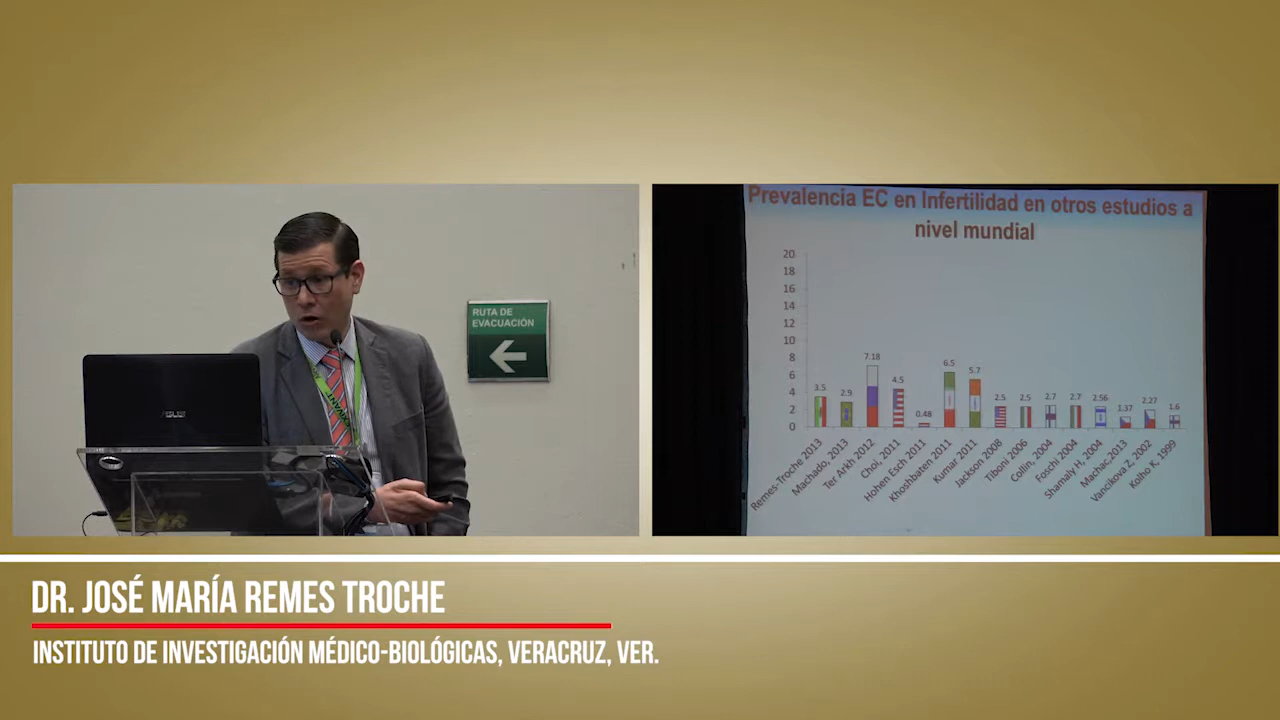 RUTA DE
EVACUACIÓN
ASUS
Prevalencia EC en Infertilidad en otros estudios a
nivel mundial
20
18
16
14
12
10
8
6
4
2
0
3.5
2.9
7.18
4.5
0.48
6.5
5.7
2.5
2.5
2.7
2.7
2.56
1.37
2.27
1.6
Remes-Troche 2013
Machado, 2013
Ter Arkh 2012
Choi, 2011
Hohen Esch 2011
Khoshbaten 2011
Kumar 2011
Jackson 2008
Tiboni, 2006
Collin, 2004
Foschi 2004
Shamaly H, 2004
Machac,2013
Vancikova Z, 2002
Kolho K, 1999
DR. JOSÉ MARÍA REMES TROCHE
INSTITUTO DE INVESTIGACIÓN MÉDICO-BIOLÓGICAS, VERACRUZ, VER.